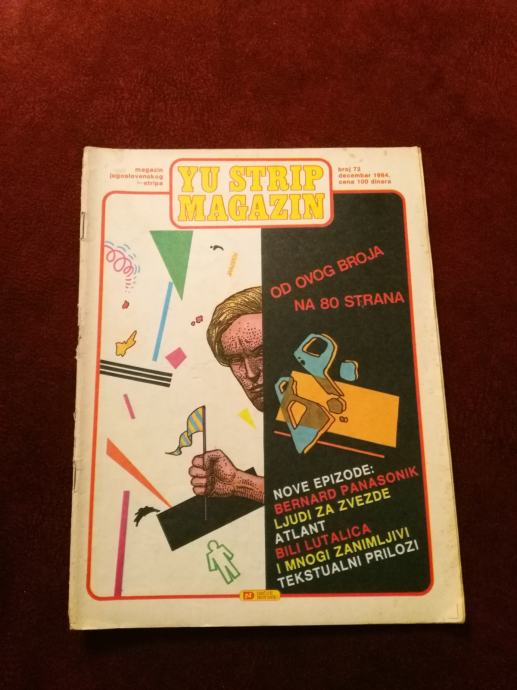 magazin
jugoslovenskog
stripa
YU STRIP
MAGAZIN
broj 72
decembar 1984.
cena 100 dinara
OD OVOG BROJA
NA 80 STRANA
NOVE EPIZODE:
BERNARD PANASONIK
LJUDI ZA ZVEZDE
ATLANT
BILI LUTALICA
I MNOGI ZANIMLJIVI
TEKSTUALNI PRILOZI